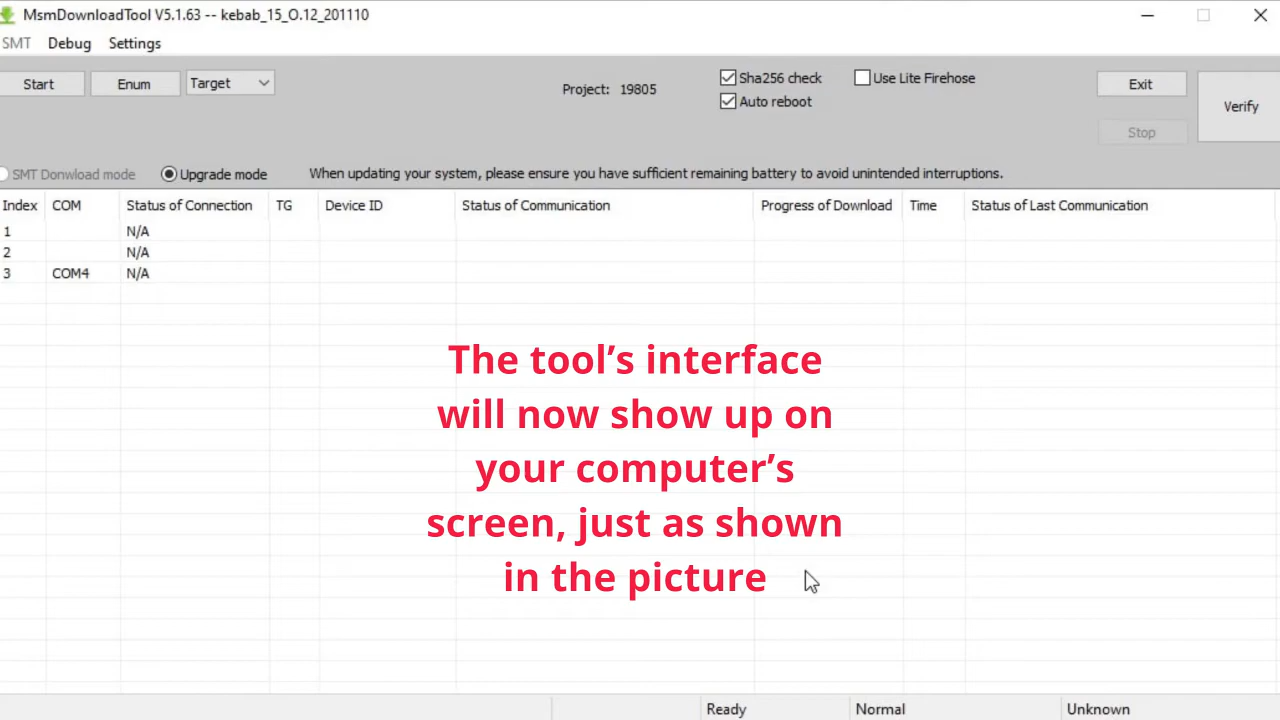 MsmDownloadTool V5.1.63 -- kebab_15_O.12_201110
SMT Debug Settings
Start Enum Target Project: 19805 Sha256 check Use Lite Firehose Exit Verify
Auto reboot
Stop
SMT Donwload mode Upgrade mode When updating your system, please ensure you have sufficient remaining battery to avoid unintended interruptions.
Index COM Status of Connection TG Device ID Status of Communication Progress of Download Time Status of Last Communication
1 N/A
2 N/A
3 COM4 N/A
The tool’s interface
will now show up on
your computer’s
screen, just as shown
in the picture
Ready Normal Unknown